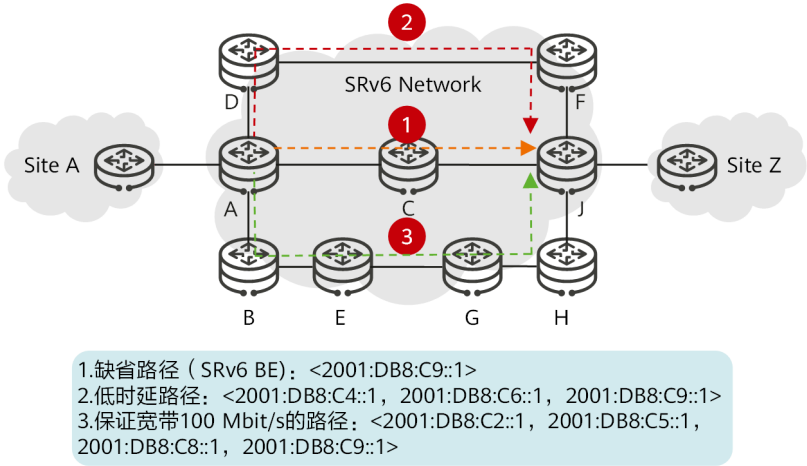 2
D
SRv6 Network
F
1
Site A
Site Z
A
C
J
3
B
E
G
H
1.缺省路径（SRv6 BE）：<2001:DB8:C9::1>
2.低时延路径：<2001:DB8:C4::1，2001:DB8:C6::1，2001:DB8:C9::1>
3.保证宽带100 Mbit/s的路径：<2001:DB8:C2::1，2001:DB8:C5::1，
2001:DB8:C8::1，2001:DB8:C9::1>